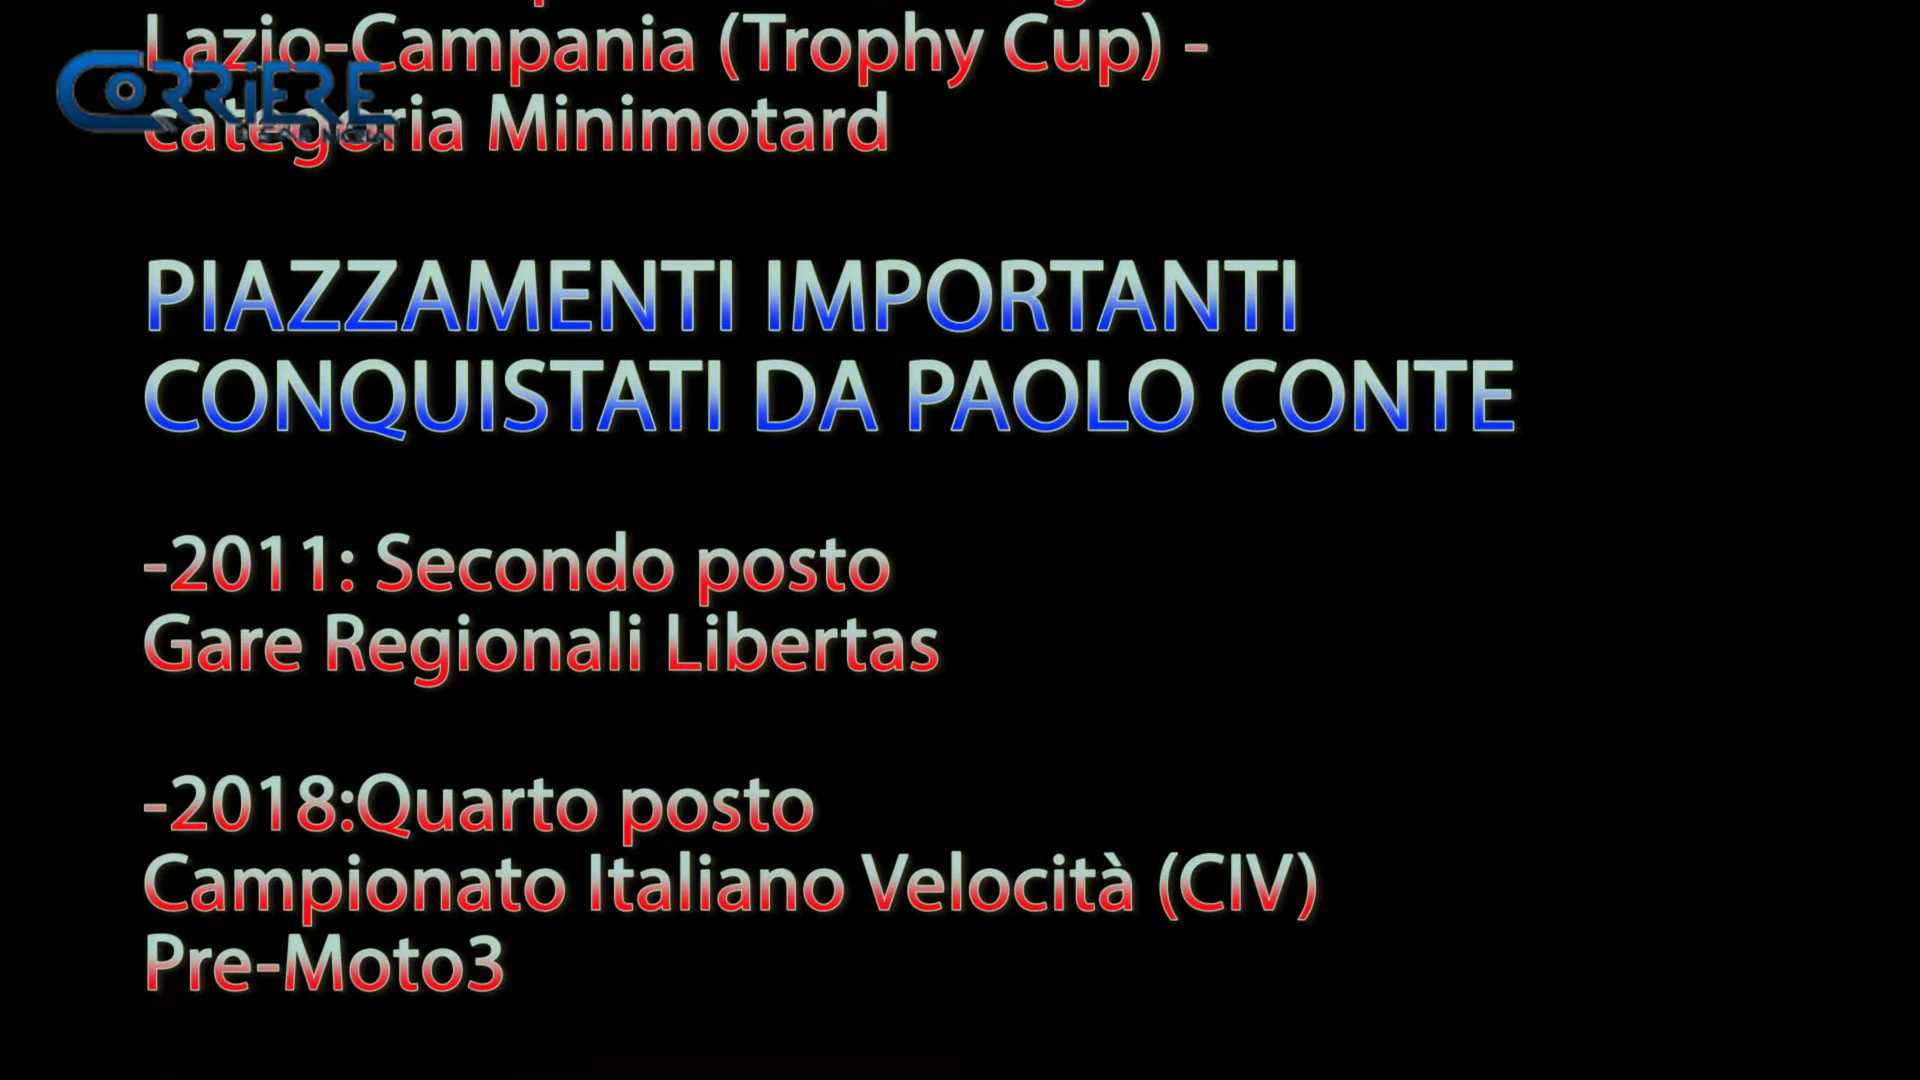 Lazio-Campania (Trophy Cup) -
CORRiERE
categoria Minimotard
PIAZZAMENTI IMPORTANTI
CONQUISTATI DA PAOLO CONTE
-2011: Secondo posto
Gare Regionali Libertas
-2018:Quarto posto
Campionato Italiano Velocità (CIV)
Pre-Moto3